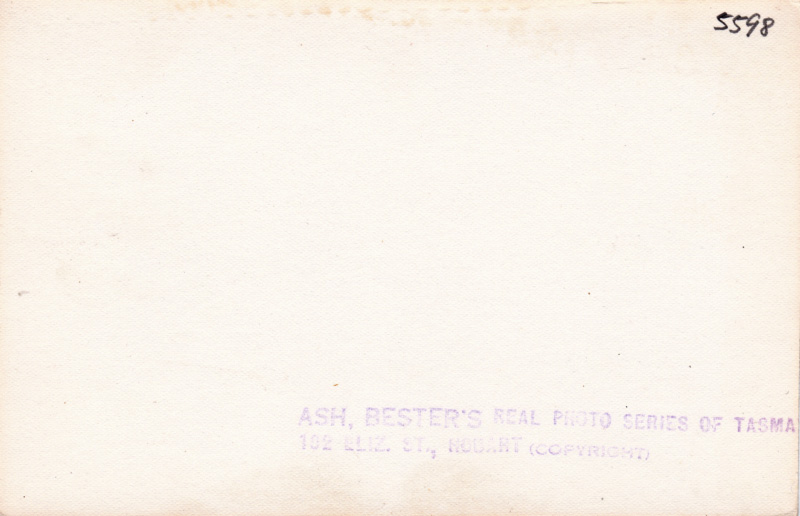 5598
ASH, BESTER'S REAL PHOTO SERIES OF TASMA
102 ELIZ. ST., HOBART (COPYRIGHT)